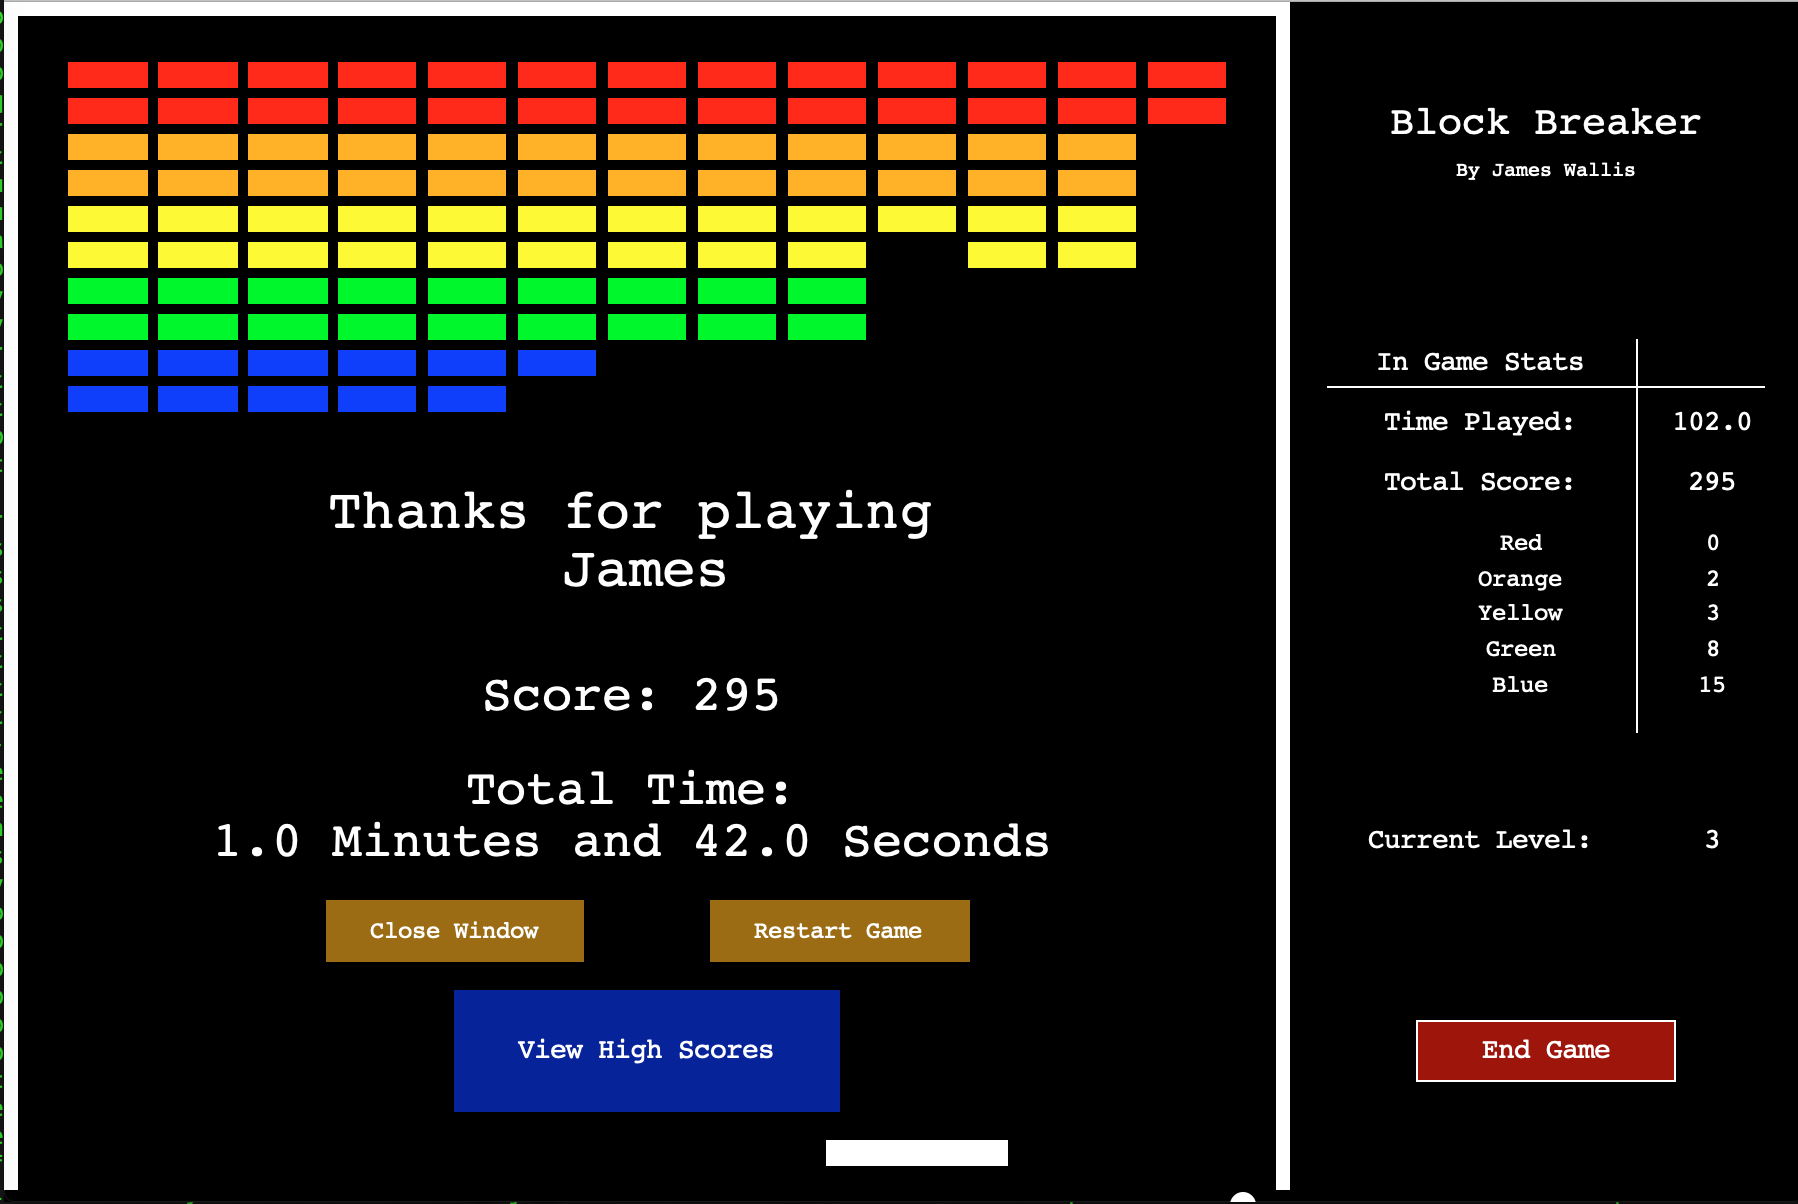 Thanks for playing
James
Score: 295
Total Time:
1.0 Minutes and 42.0 Seconds
Close Window
Restart Game
View High Scores
Block Breaker
By James Wallis
In Game Stats
Time Played: 102.0
Total Score: 295
Red 0
Orange 2
Yellow 3
Green 8
Blue 15
Current Level: 3
End Game